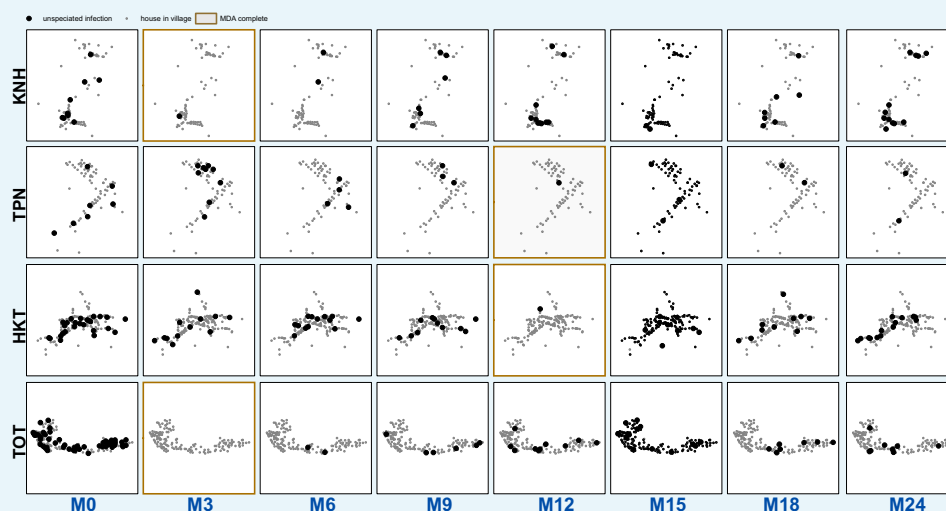 unspeciated infection house in village MDA complete
KNH
TPN
HKT
TOT
M0 M3 M6 M9 M12 M15 M18 M24